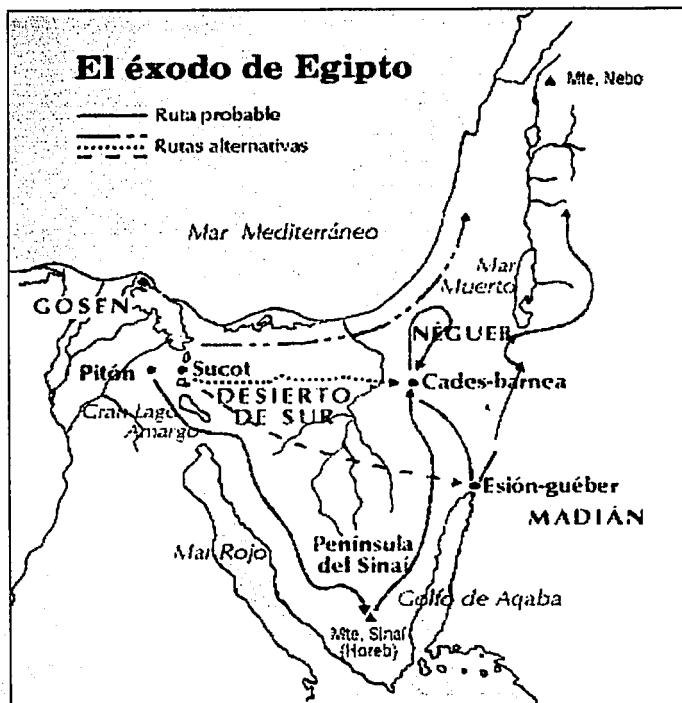 El éxodo de Egipto
Ruta probable
Rutas alternativas
Mte, Nebo
Mar Mediterráneo
Mar
Muerto
GOSEN
NÉGUER
Pitón
Sucot
Cades-barnea
DESIERTO
DE SUR
Gran Lago
Amargo
Esión-guéber
MADIÁN
Península
del Sinaí
Mar Rojo
Golfo de Aqaba
Mte, Sinaí
(Horeb)